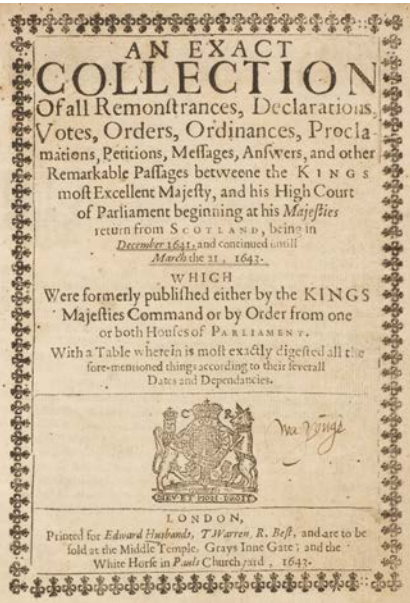 AN EXACT
COLLECTION
Of all Remonſtrances, Declarations,
Votes, Orders, Ordinances, Procla-
mations, Petitions, Meſſages, Anſwers, and other
Remarkable Paſſages betweene the KINGS
moſt Excellent Majeſty, and his High Court
of Parliament beginning at his Majeſties
return from SCOTLAND, being in
December 1641. and continued untill
March the 21, 1643.
WHICH
Were formerly publiſhed either by the KINGS
Majeſties Command or by Order from one
or both Houſes of PARLIAMENT.
With a Table wherein is moſt exactly digeſted all the
fore-mentioned things according to their ſeverall
Dates and Dependancies.
C R
DIEV ET MON DROIT
LONDON,
Printed for Edward Husbands, T. Warren, R. Beſt, and are to be
ſold at the Middle Temple, Grays Inne Gate, and the
White Horſe in Pauls Churchyard, 1643.